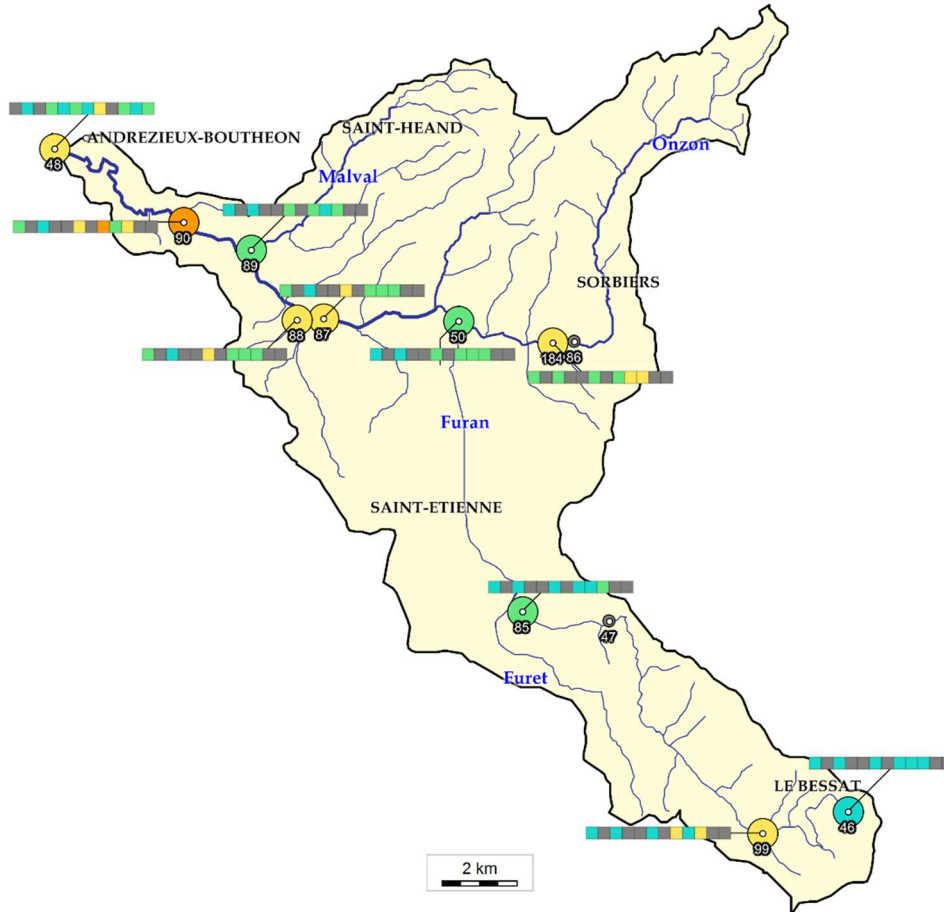 ANDREZIEUX-BOUTHEON
SAINT-HEAND
Onzon
48
Malval
90
89
SORBIERS
88
87
50
184
86
Furan
SAINT-ETIENNE
85
47
Furet
LE BESSAT
46
99
2 km